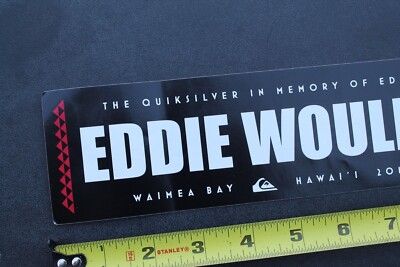 THE QUIKSILVER IN MEMORY OF ED
EDDIE WOUL
WAIMEA BAY HAWAI'I 201
1 2 STANLEY® 3 4 5 6 7